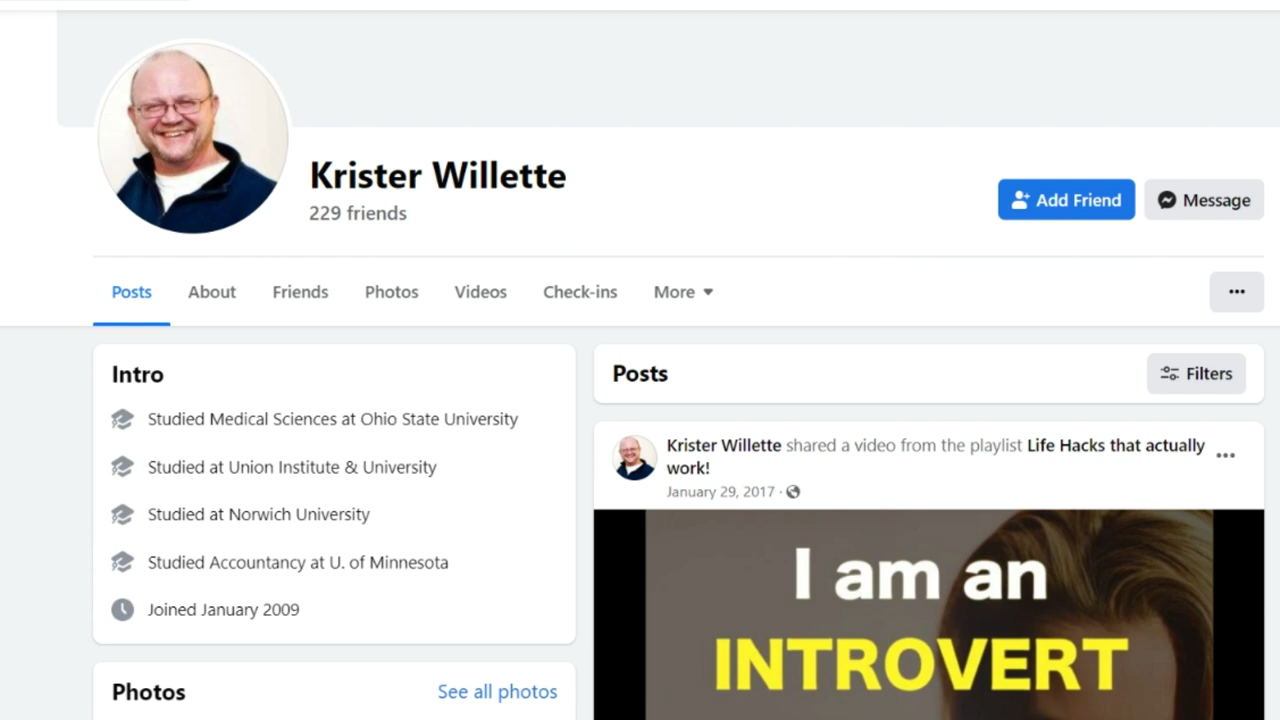 Krister Willette
229 friends
Add Friend
Message
Posts
About
Friends
Photos
Videos
Check-ins
More
Intro
Studied Medical Sciences at Ohio State University
Studied at Union Institute & University
Studied at Norwich University
Studied Accountancy at U. of Minnesota
Joined January 2009
Photos
See all photos
Posts
Filters
Krister Willette shared a video from the playlist Life Hacks that actually
work!
January 29, 2017 ·
I am an
INTROVERT